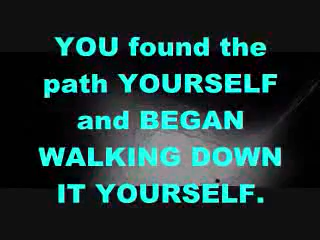 YOU found the
path YOURSELF
and BEGAN
WALKING DOWN
IT YOURSELF.